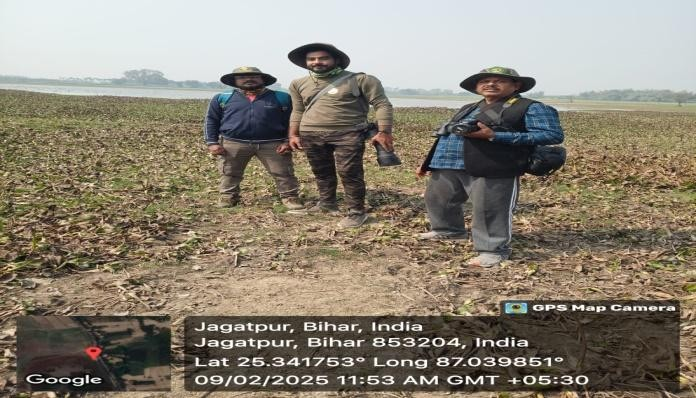 GPS Map Camera
Jagatpur, Bihar, India
Jagatpur, Bihar 853204, India
Lat 25.341753° Long 87.039851°
09/02/2025 11:53 AM GMT +05:30
Google